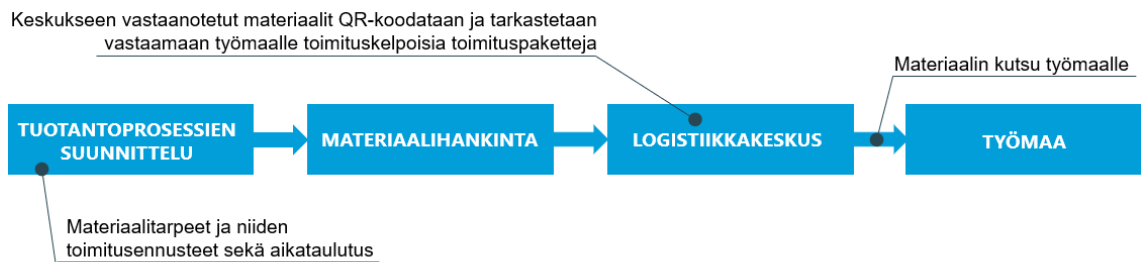 Keskukseen vastaanotetut materiaalit QR-koodataan ja tarkastetaan
vastaamaan työmaalle toimituskelpoisia toimituspaketteja
Materiaalin kutsu työmaalle
TUOTANTOPROSESSIEN
SUUNNITTELU
MATERIAALIHANKINTA
LOGISTIIKKAKESKUS
TYÖMAA
Materiaalitarpeet ja niiden
toimitusennusteet sekä aikataulutus